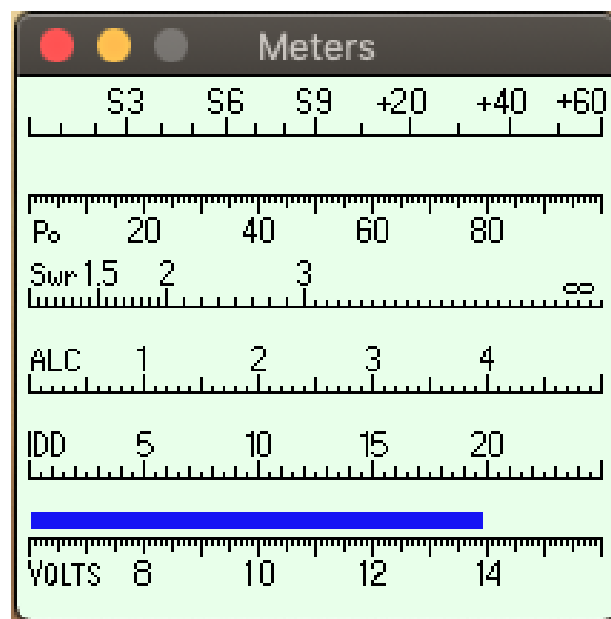 Meters
S3 S6 S9 +20 +40 +60
Po 20 40 60 80
Swr 1.5 2 3 ∞
ALC 1 2 3 4
IDD 5 10 15 20
VOLTS 8 10 12 14